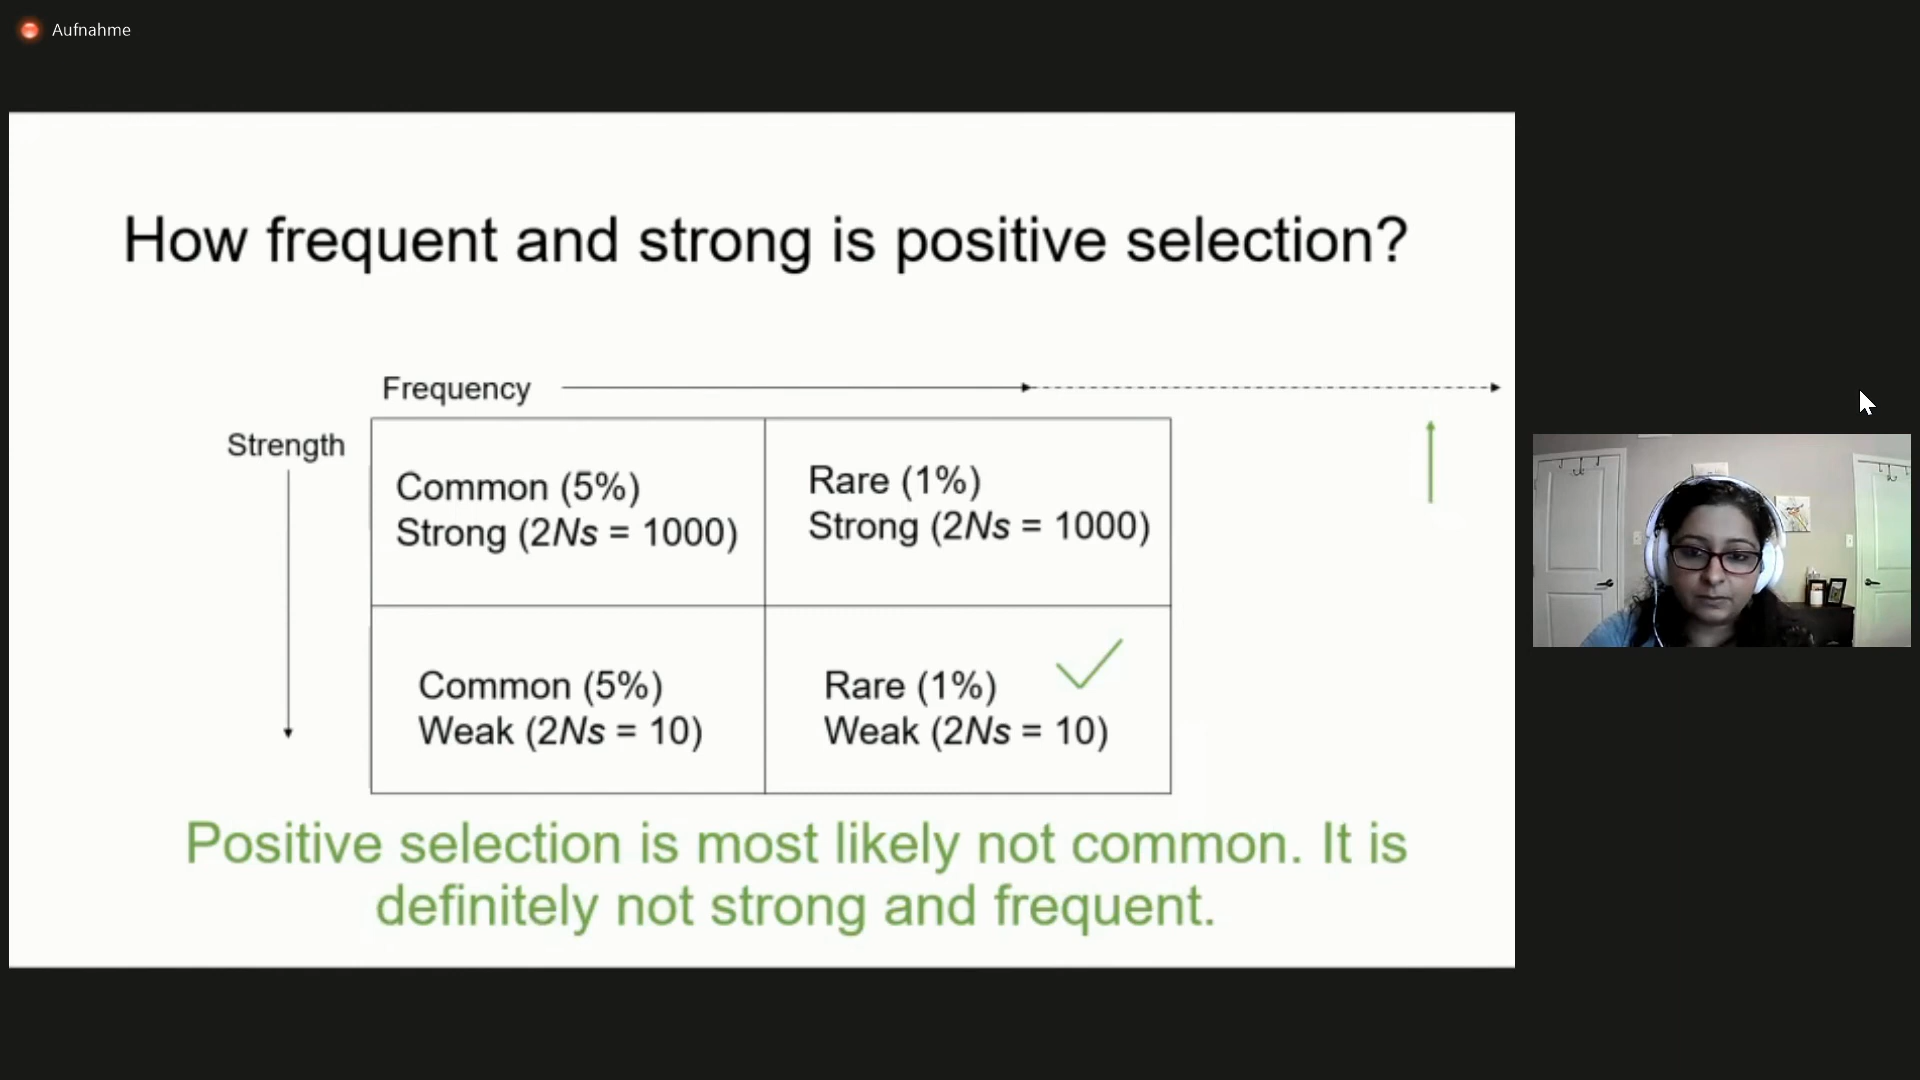 Aufnahme
How frequent and strong is positive selection?
Frequency
Strength
Common (5%)
Strong (2Ns = 1000)
Rare (1%)
Strong (2Ns = 1000)
Common (5%)
Weak (2Ns = 10)
Rare (1%)
Weak (2Ns = 10)
Positive selection is most likely not common. It is
definitely not strong and frequent.